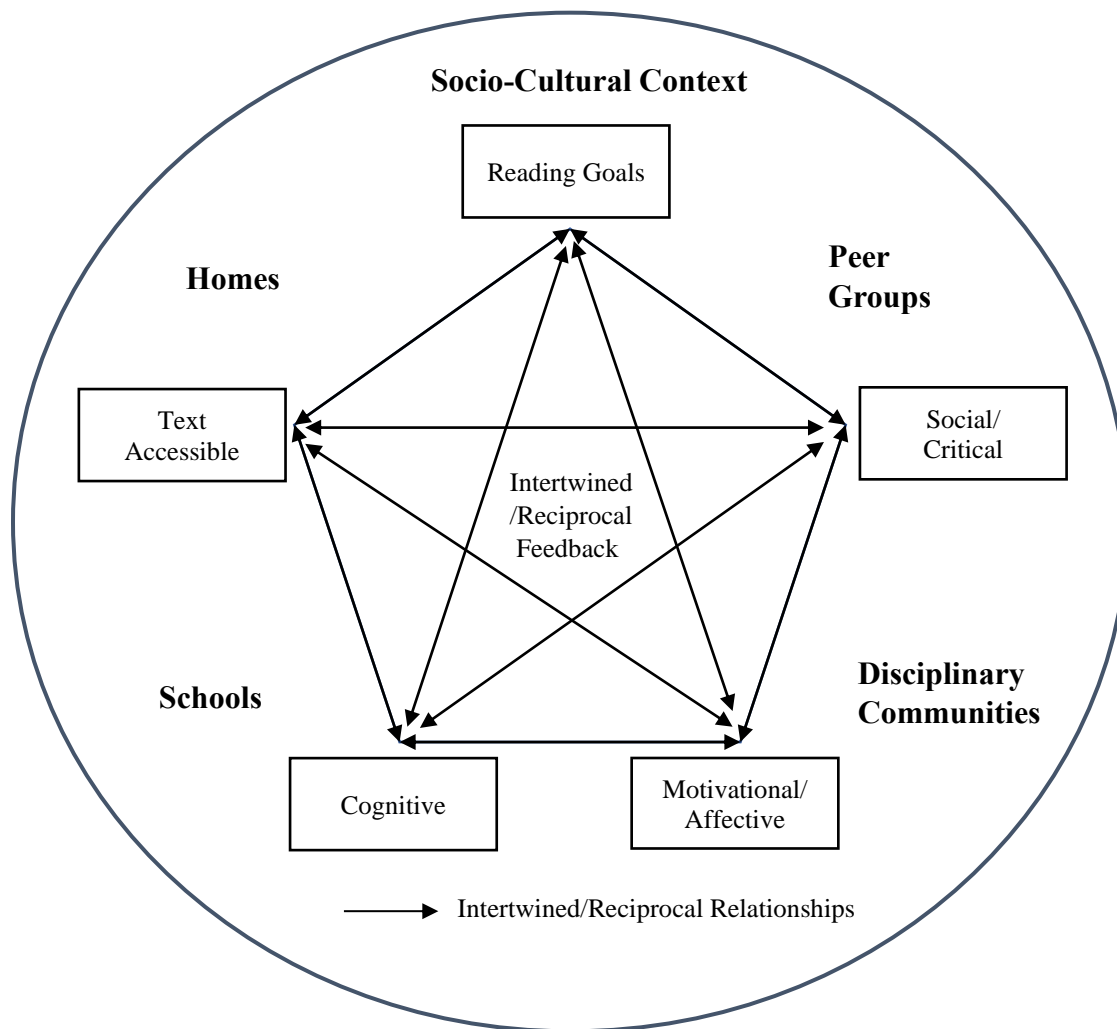 Socio-Cultural Context
Reading Goals
Homes
Peer
Groups
Text
Accessible
Social/
Critical
Intertwined
/Reciprocal
Feedback
Schools
Disciplinary
Communities
Cognitive
Motivational/
Affective
Intertwined/Reciprocal Relationships